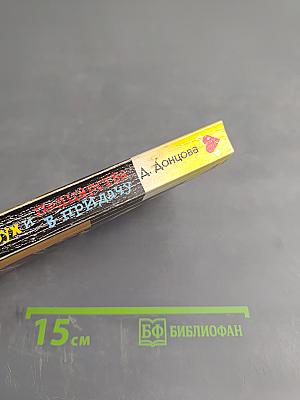 и
в придачу
Д. Донцова
15 см
БФ БИБЛИОФАН